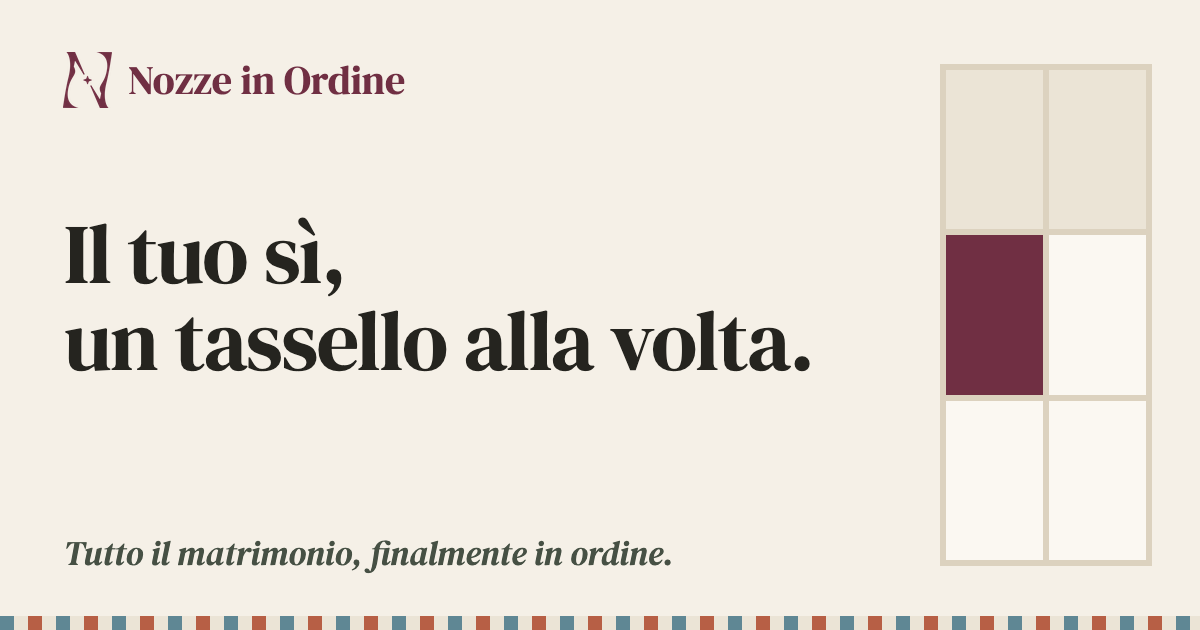 Nozze in Ordine
Il tuo sì,
un tassello alla volta.
Tutto il matrimonio, finalmente in ordine.